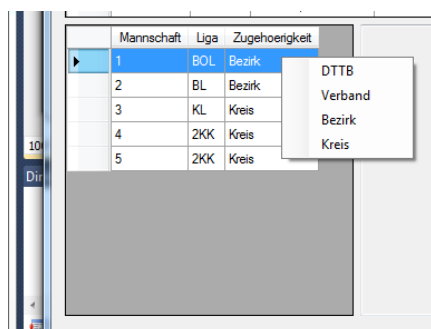 Mannschaft Liga Zugehoerigkeit
1 BOL Bezirk
2 BL Bezirk
3 KL Kreis
4 2KK Kreis
5 2KK Kreis
DTTB
Verband
Bezirk
Kreis
10
Dir